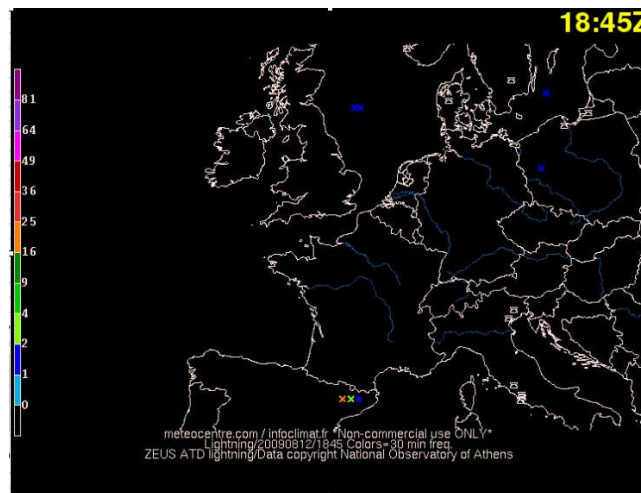 18:45Z
81
64
49
36
25
16
9
4
2
1
0
meteocentre.com / infoclimat.fr *Non-commercial use ONLY*
Lightning/20090812/1845 Colors=30 min freq.
ZEUS ATD lightning/Data copyright National Observatory of Athens